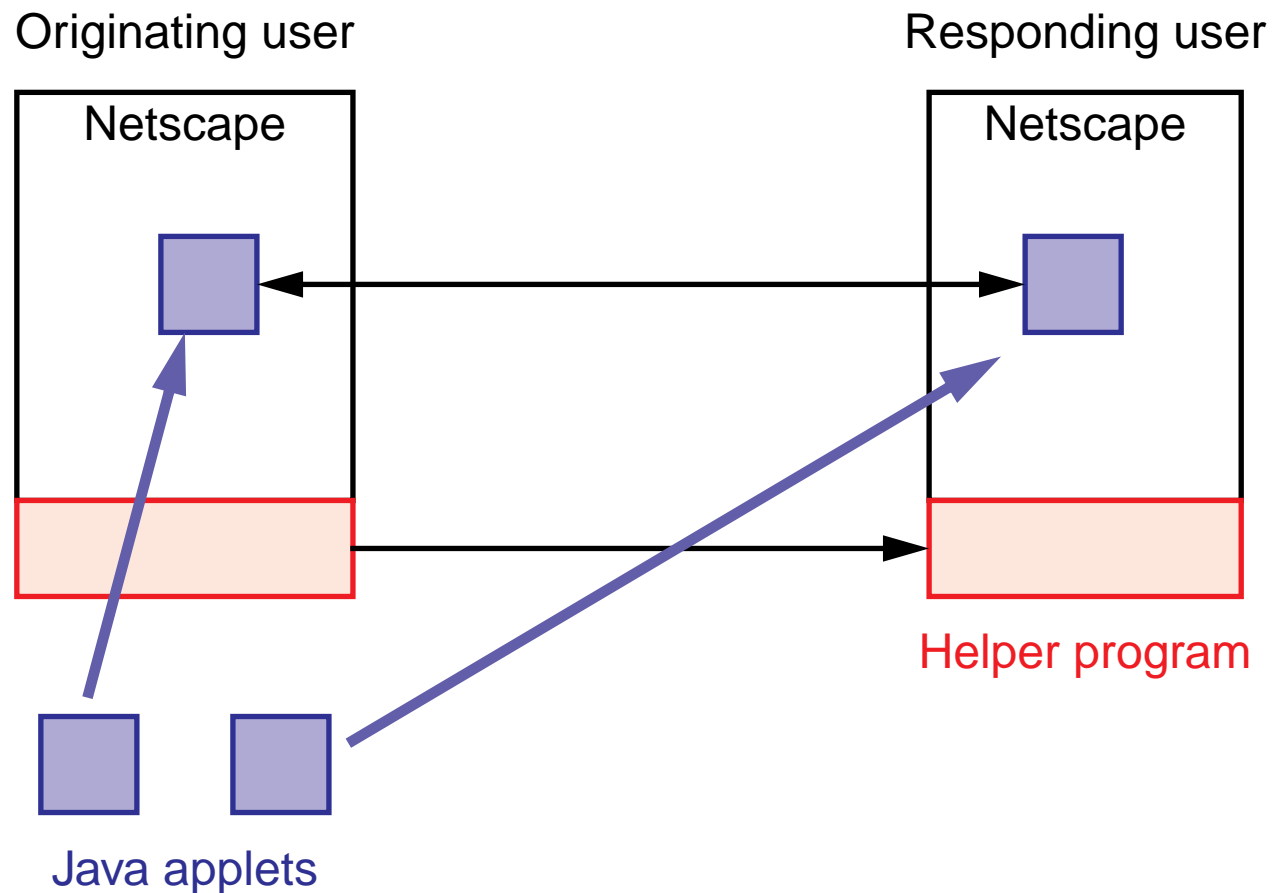 Originating user
Responding user
Netscape
Netscape
Helper program
Java applets